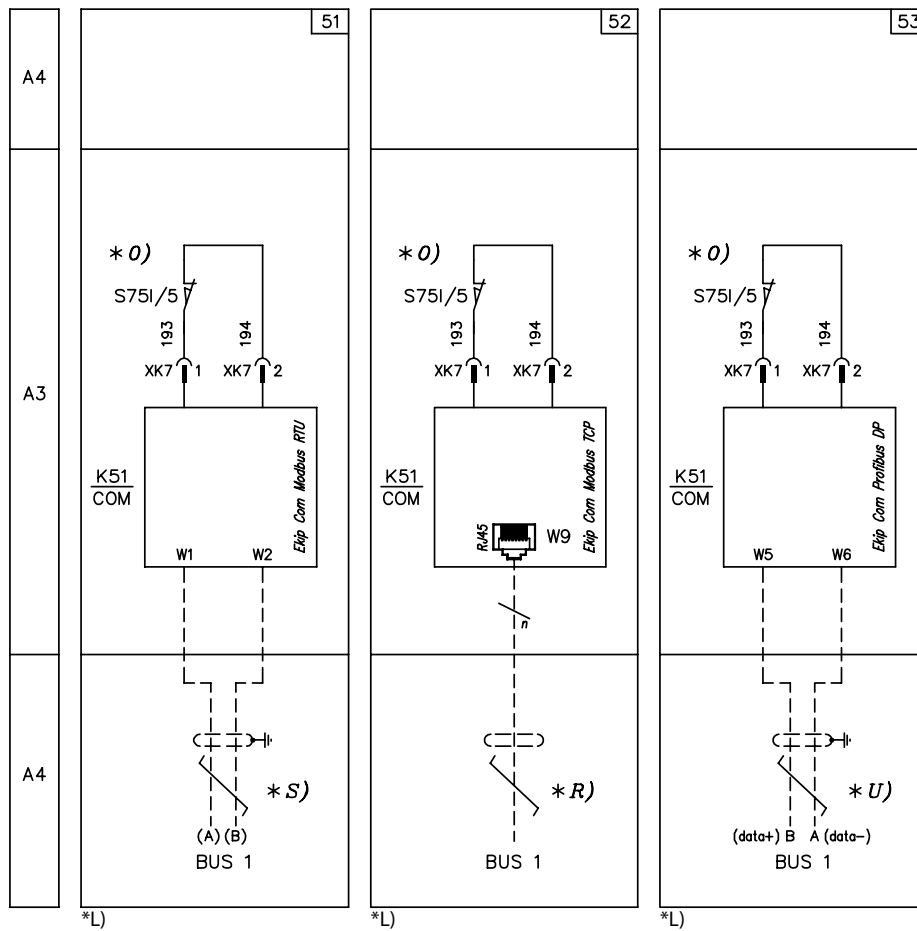 A4
A3
A4
51
*O)
S75I/5
193
194
XK7 1
XK7 2
K51
COM
Ekip Com Modbus RTU
W1
W2
*S)
(A) (B)
BUS 1
*L)
52
*O)
S75I/5
193
194
XK7 1
XK7 2
K51
COM
Ekip Com Modbus TCP
RJ45
W9
n
*R)
BUS 1
*L)
53
*O)
S75I/5
193
194
XK7 1
XK7 2
K51
COM
Ekip Com Profibus DP
W5
W6
*U)
(data+) B A (data-)
BUS 1
*L)